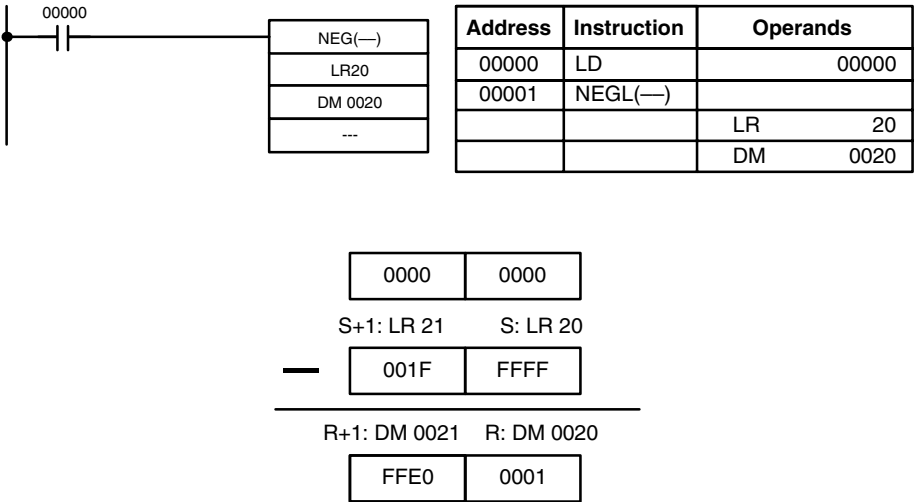 00000
NEG(—)
LR20
DM 0020
---
Address Instruction Operands
00000 LD 00000
00001 NEGL(—)
LR 20
DM 0020
0000 0000
S+1: LR 21 S: LR 20
001F FFFF
R+1: DM 0021 R: DM 0020
FFE0 0001